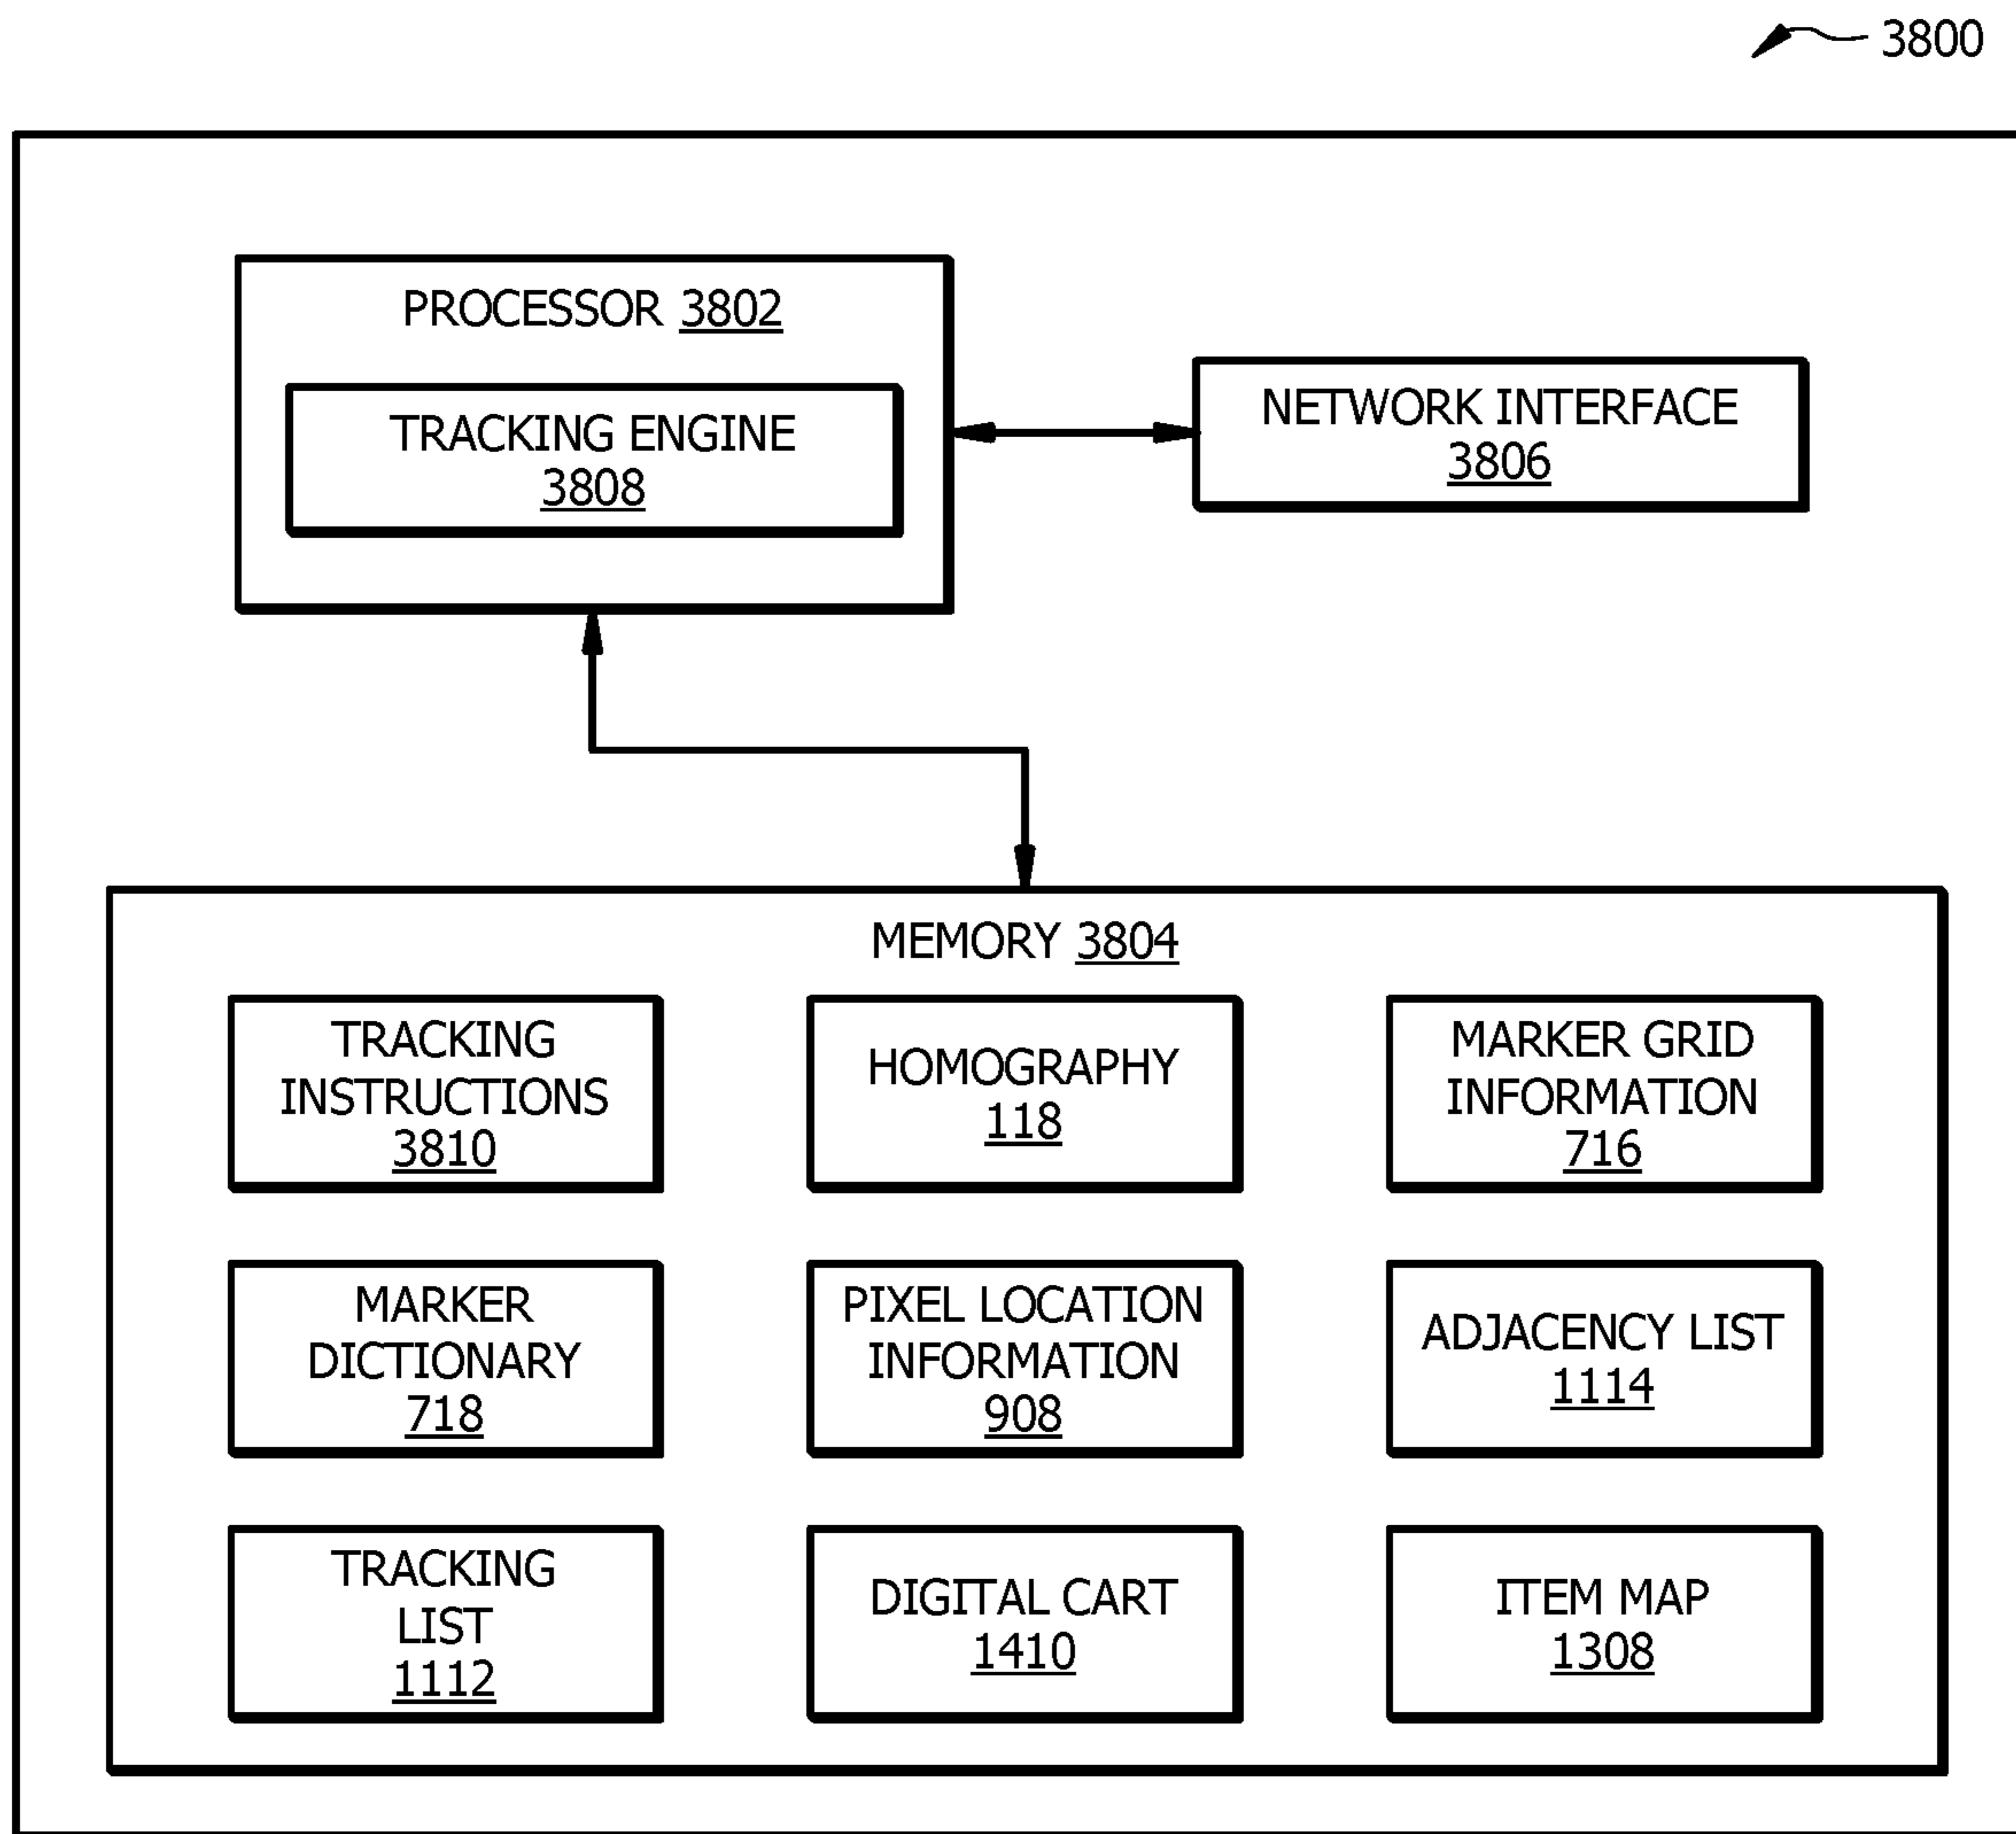 3800
PROCESSOR 3802
TRACKING ENGINE
3808
NETWORK INTERFACE
3806
MEMORY 3804
TRACKING
INSTRUCTIONS
3810
HOMOGRAPHY
118
MARKER GRID
INFORMATION
716
MARKER
DICTIONARY
718
PIXEL LOCATION
INFORMATION
908
ADJACENCY LIST
1114
TRACKING
LIST
1112
DIGITAL CART
1410
ITEM MAP
1308